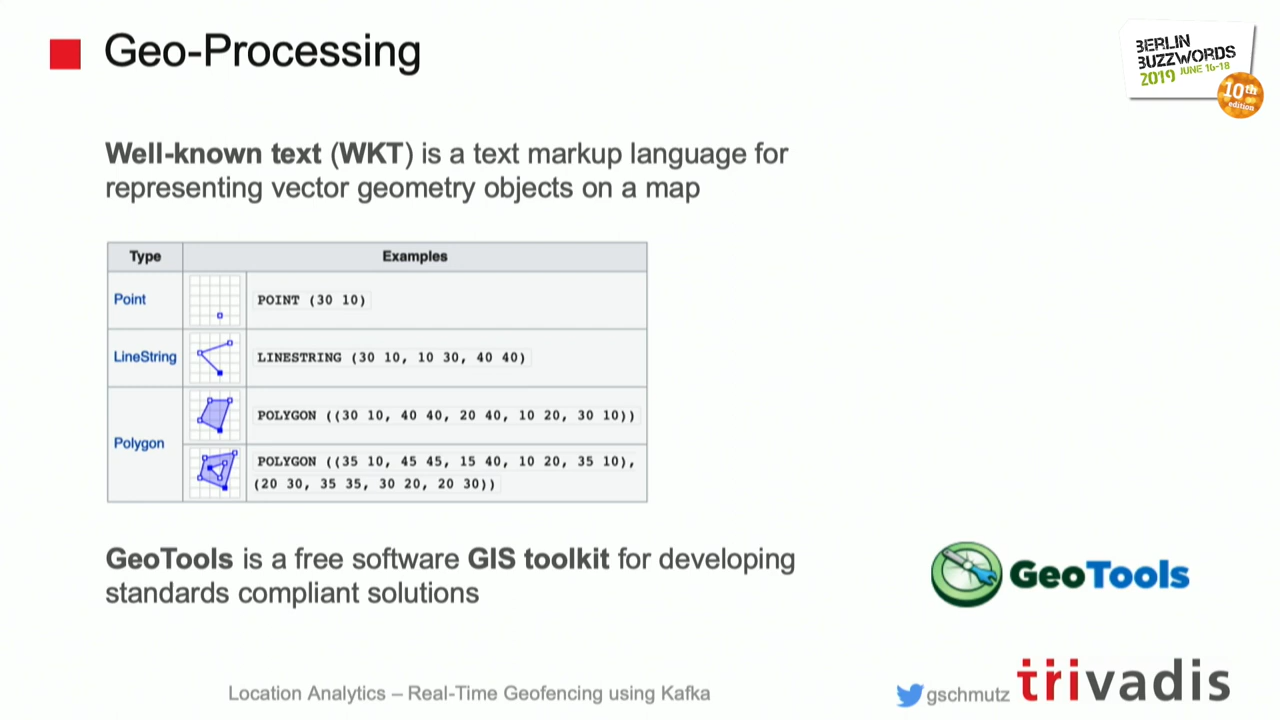 Geo-Processing
BERLIN
BUZZWORDS
2019 JUNE 16-18
10th
edition
Well-known text (WKT) is a text markup language for
representing vector geometry objects on a map
Type Examples
Point POINT (30 10)
LineString LINESTRING (30 10, 10 30, 40 40)
Polygon
POLYGON ((30 10, 40 40, 20 40, 10 20, 30 10))
POLYGON ((35 10, 45 45, 15 40, 10 20, 35 10),
(20 30, 35 35, 30 20, 20 30))
GeoTools is a free software GIS toolkit for developing
standards compliant solutions
GeoTools
Location Analytics – Real-Time Geofencing using Kafka
gschmutz
trivadis